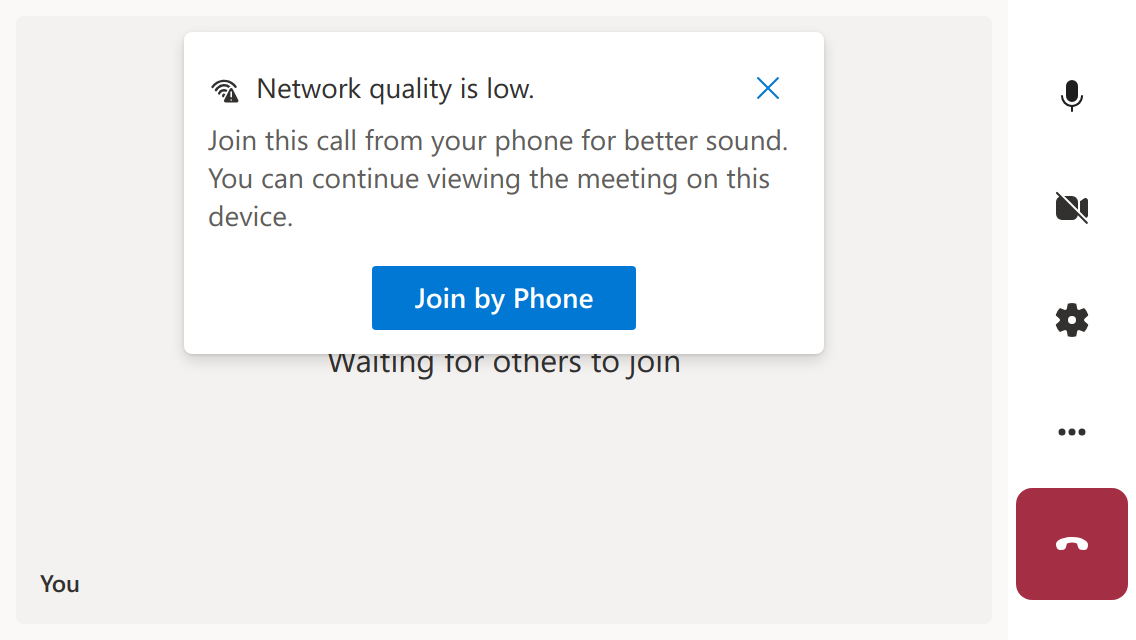 Network quality is low.
Join this call from your phone for better sound.
You can continue viewing the meeting on this
device.
Join by Phone
Waiting for others to join
You